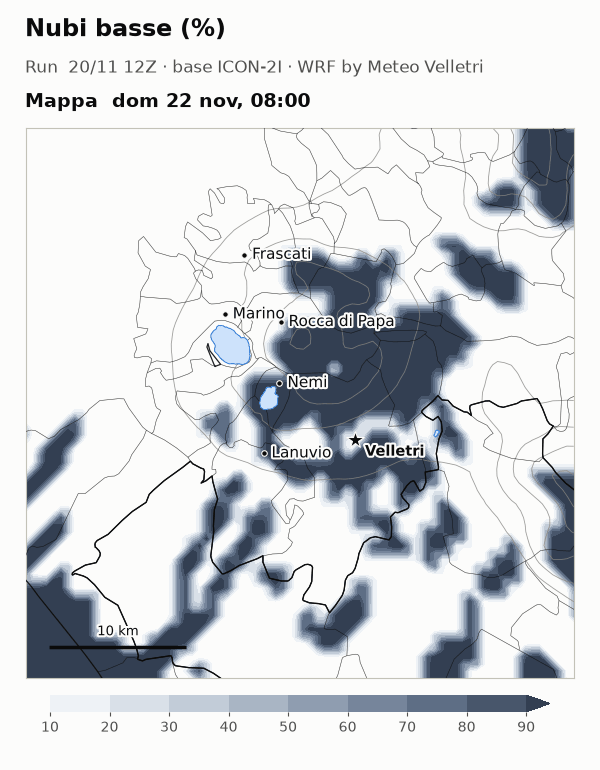 Nubi basse (%)
Run  20/11 12Z · base ICON-2I · WRF by Meteo Velletri
Mappa  dom 22 nov, 08:00
Frascati
Marino
Rocca di Papa
Nemi
Velletri
Lanuvio
10 km
10 20 30 40 50 60 70 80 90